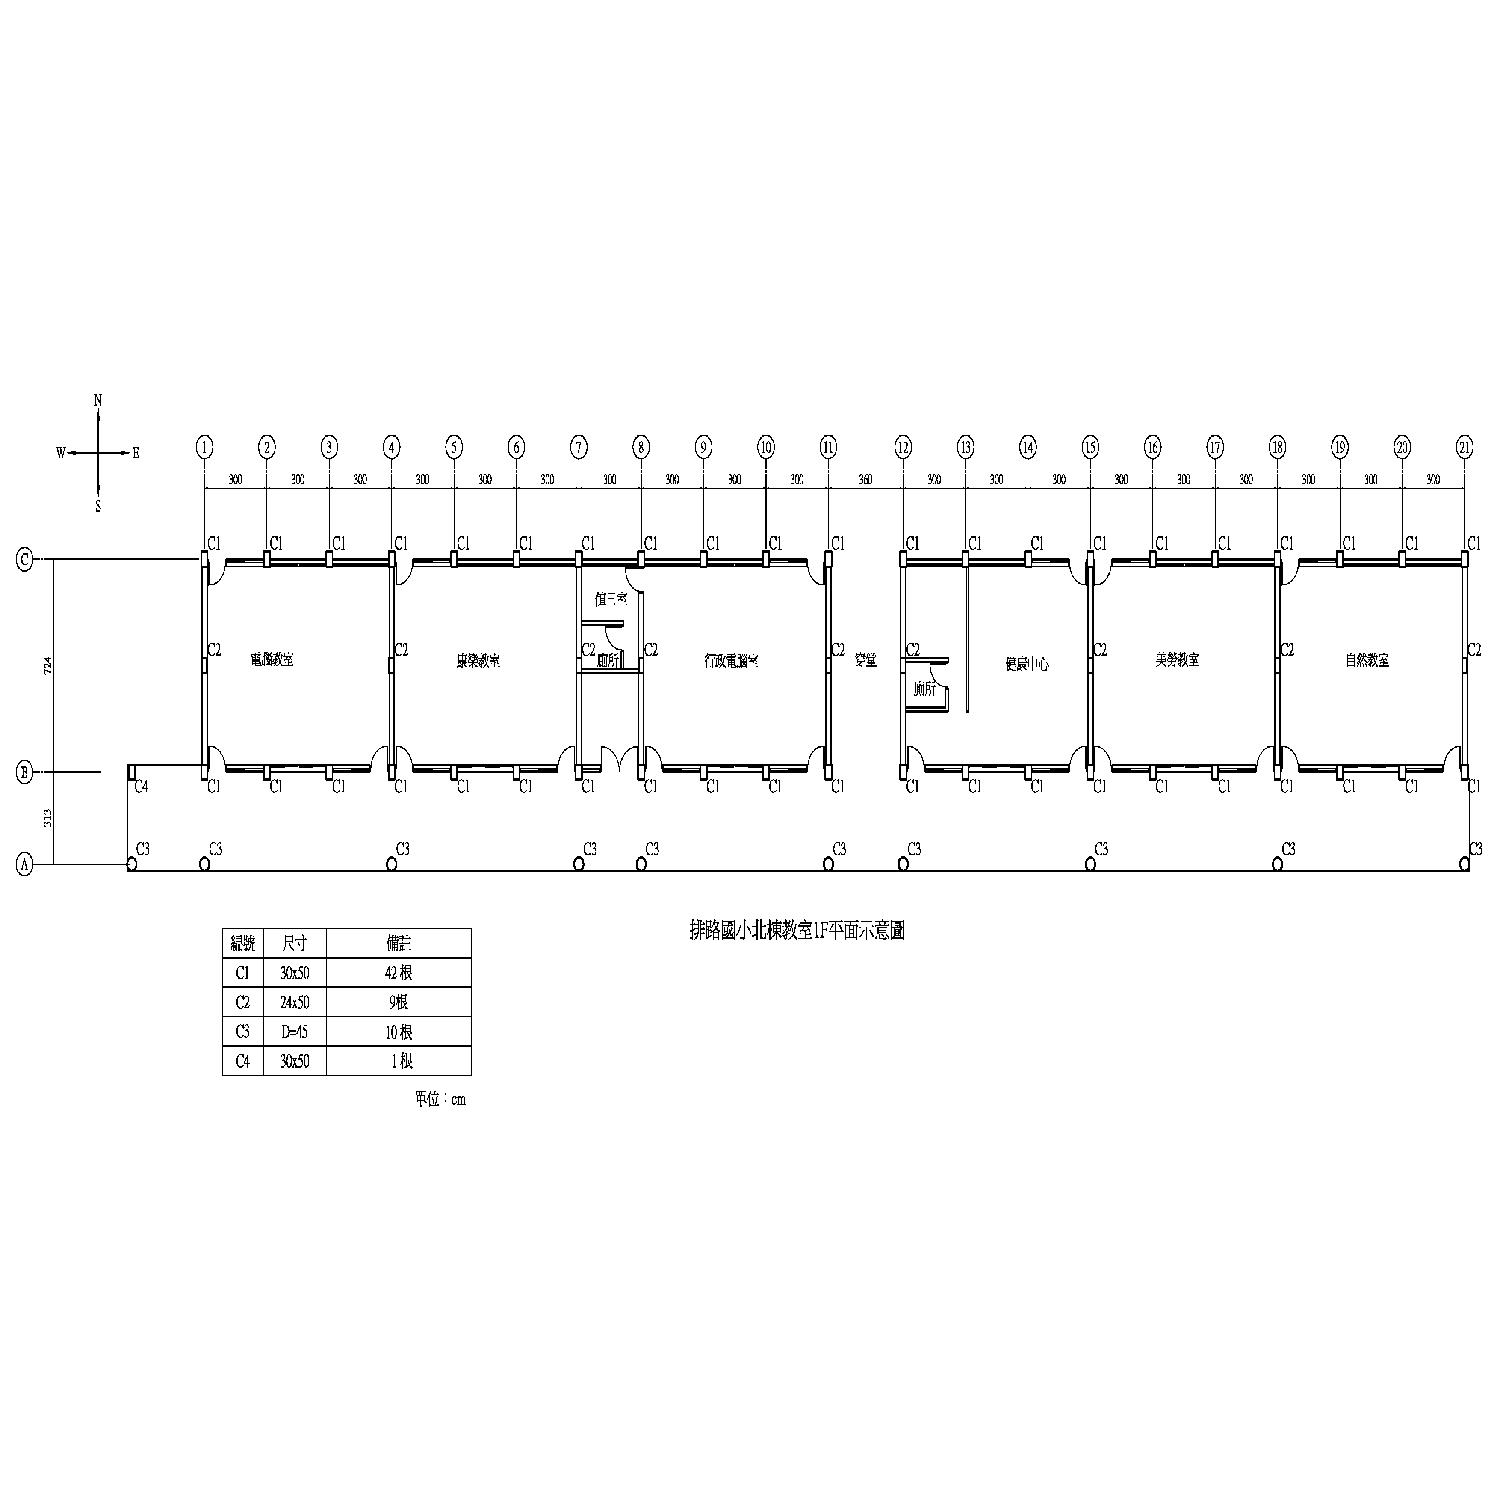 N
W E
S
1 2 3 4 5 6 7 8 9 10 11 12 13 14 15 16 17 18 19 20 21
300 300 300 300 300 300 300 300 300 300 360 300 300 300 300 300 300 300 300 300
C1 C1 C1 C1 C1 C1 C1 C1 C1 C1 C1 C1 C1 C1 C1 C1 C1 C1 C1 C1 C1
C
724
C2 C2 C2 C2 C2 C2 C2 C2 C2
電腦教室 康樂教室 廁所 行政電腦室 穿堂 健康中心 美勞教室 自然教室
廁所
B
C4 C1 C1 C1 C1 C1 C1 C1 C1 C1 C1 C1 C1 C1 C1 C1 C1 C1 C1 C1 C1 C1
313
C3 C3 C3 C3 C3 C3 C3 C3 C3 C3
A
排路國小北棟教室1F平面示意圖
編號 尺寸 備註
C1 30x50 42根
C2 24x50 9根
C3 D=45 10根
C4 30x50 1根
單位：cm